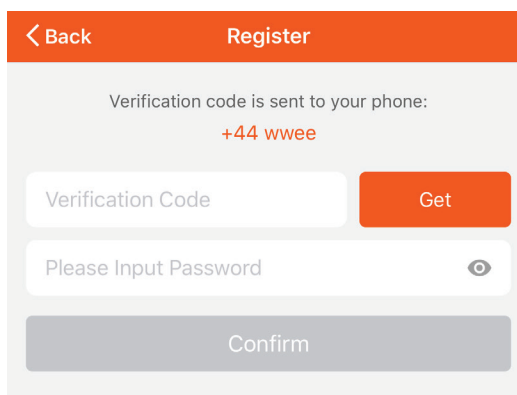 Back Register
Verification code is sent to your phone:
+44 wwee
Verification Code Get
Please Input Password
Confirm